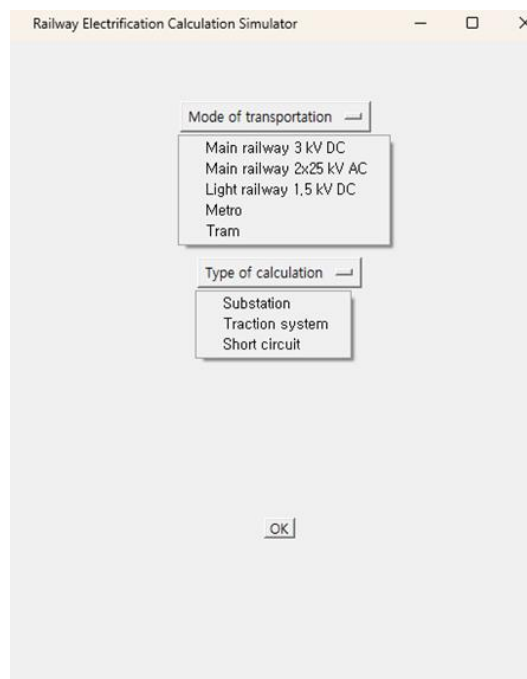 Railway Electrification Calculation Simulator
Mode of transportation
Main railway 3 kV DC
Main railway 2x25 kV AC
Light railway 1,5 kV DC
Metro
Tram
Type of calculation
Substation
Traction system
Short circuit
OK